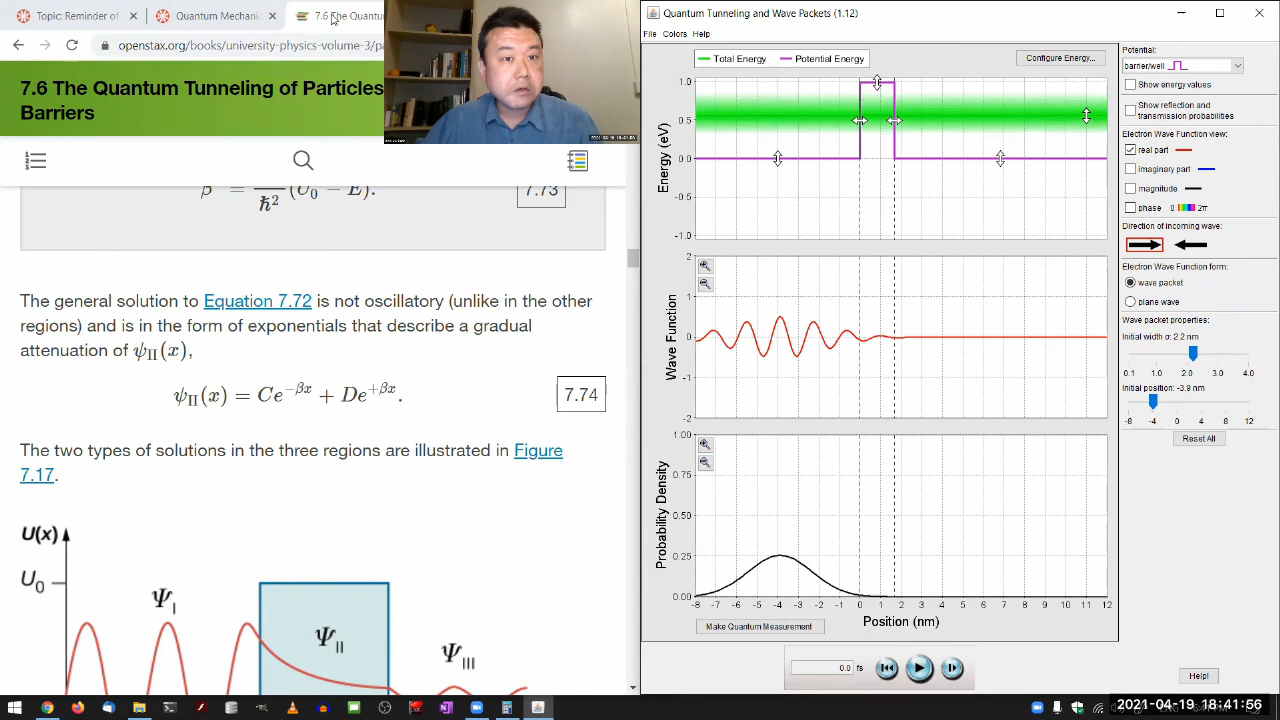 Topic: Reminder o
Quantum Mechani
7.6 The Quantu
openstax.org/books/university-physics-volume-3/pa
7.6 The Quantum Tunneling of Particles
Barriers
β = ħ² (U₀ − E).
7.73
The general solution to Equation 7.72 is not oscillatory (unlike in the other
regions) and is in the form of exponentials that describe a gradual
attenuation of ψII(x),
ψII(x) = Ce^−βx + De^+βx.
7.74
The two types of solutions in the three regions are illustrated in Figure
7.17.
U(x)
U₀
ΨI
ΨII
ΨIII
Quantum Tunneling and Wave Packets (1.12)
File Colors Help
Total Energy Potential Energy
Configure Energy...
Energy (eV)
1.0
0.5
0.0
-0.5
-1.0
Wave Function
2
1
0
-1
-2
Probability Density
1.00
0.75
0.50
0.25
0.00
-8 -7 -6 -5 -4 -3 -2 -1 0 1 2 3 4 5 6 7 8 9 10 11 12
Position (nm)
Make Quantum Measurement
0.0 fs
Potential:
barrier/well
Show energy values
Show reflection and
transmission probabilities
Electron Wave Function view:
real part
imaginary part
magnitude
phase 0 2π
Direction of incoming wave:
Electron Wave Function form:
wave packet
plane wave
Wave packet properties:
Initial width σ: 2.2 nm
0.1 1.0 2.0 3.0 4.0
Initial position: -3.9 nm
-8 -4 0 4 8 12
Reset All
Help!
2021-04-19 18:41:56
2021-04-19 18:41:56